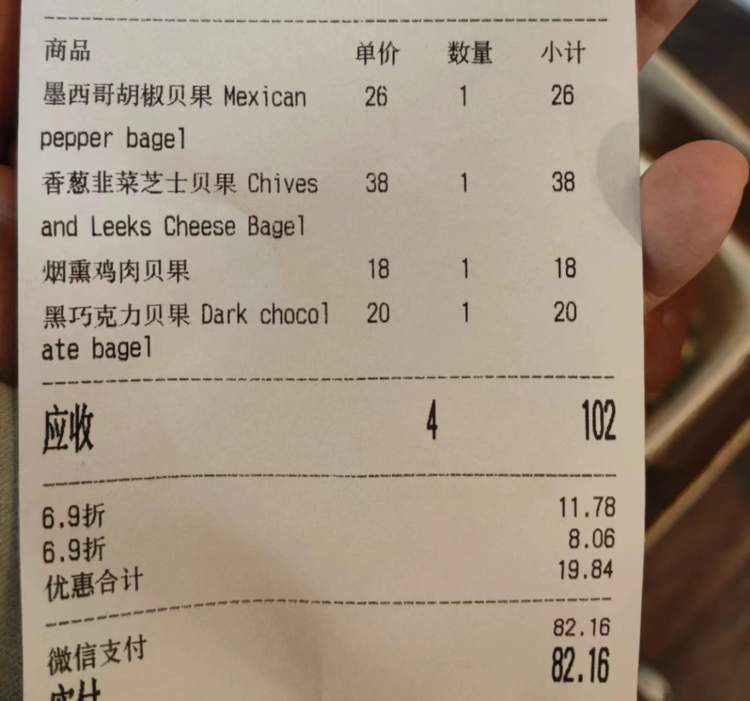 商品 单价 数量 小计
墨西哥胡椒贝果 Mexican 26 1 26
pepper bagel
香葱韭菜芝士贝果 Chives 38 1 38
and Leeks Cheese Bagel
烟熏鸡肉贝果 18 1 18
黑巧克力贝果 Dark chocol 20 1 20
ate bagel
应收 4 102
6.9折 11.78
6.9折 8.06
优惠合计 19.84
微信支付 82.16
82.16